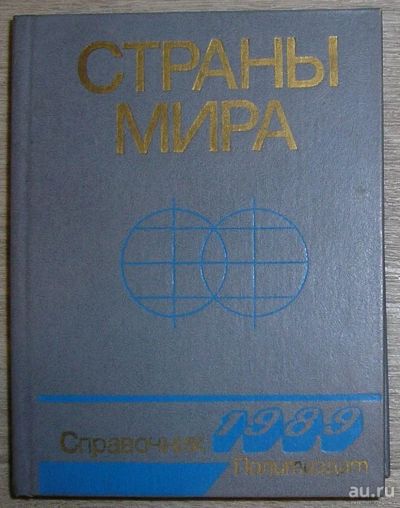 СТРАНЫ
МИРА
1989
Справочник
Политиздат
au.ru